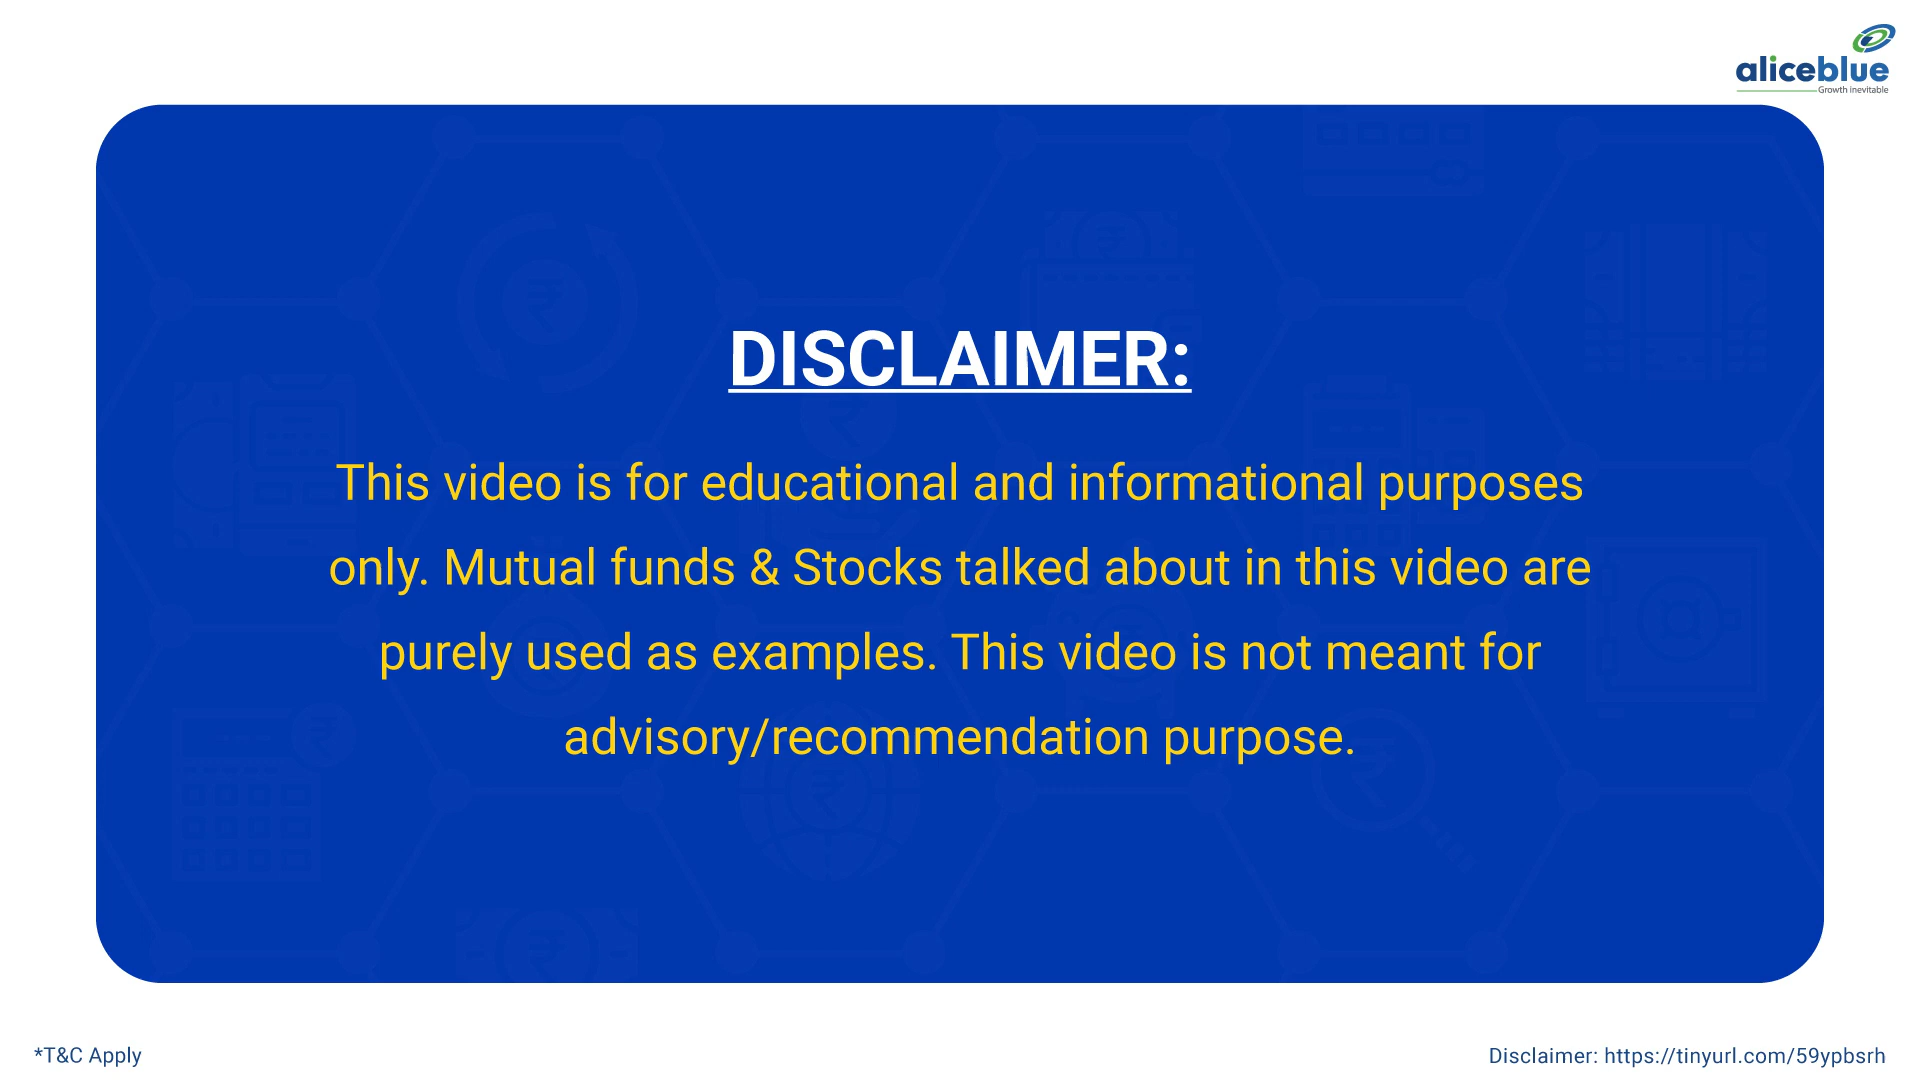 aliceblue
Growth inevitable
DISCLAIMER:
This video is for educational and informational purposes
only. Mutual funds & Stocks talked about in this video are
purely used as examples. This video is not meant for
advisory/recommendation purpose.
*T&C Apply
Disclaimer: https://tinyurl.com/59ypbsrh